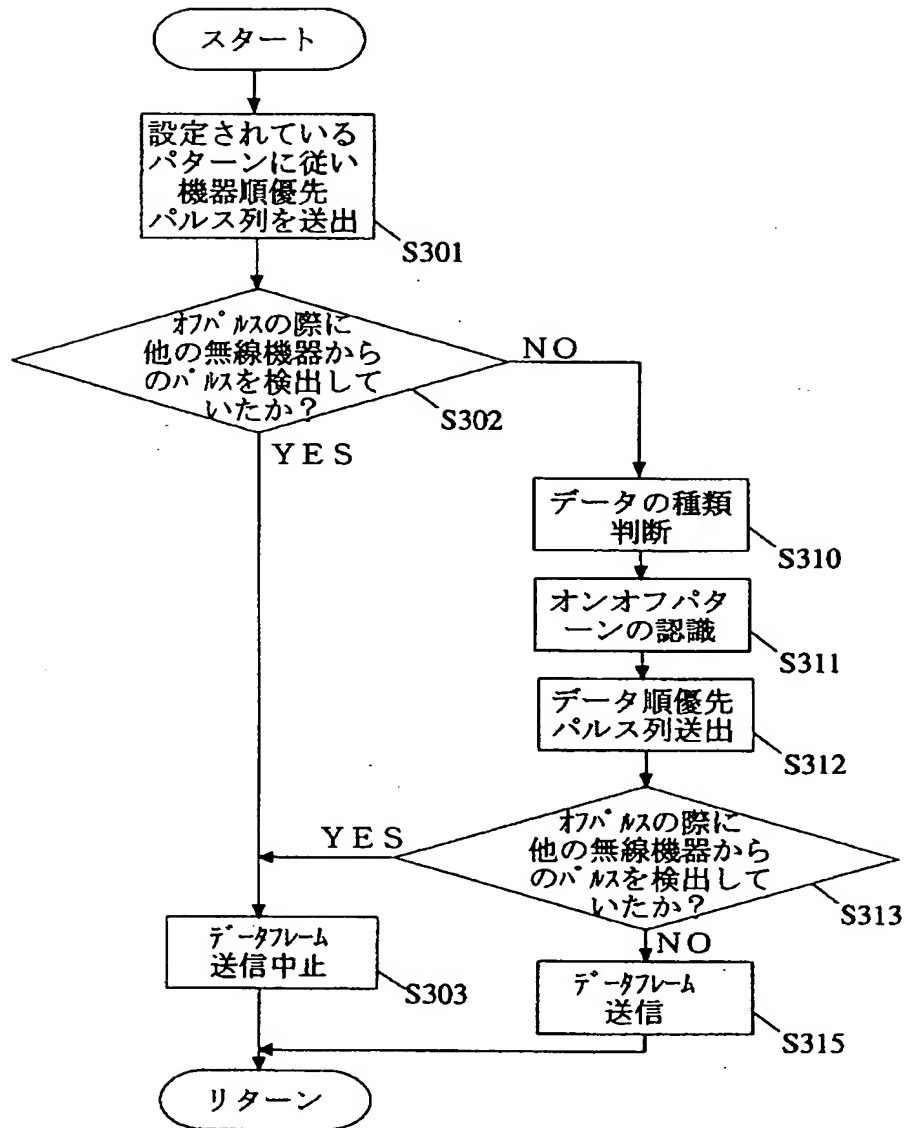 スタート
設定されている
パターンに従い
機器順優先
パルス列を送出
S301
ｵﾌﾊﾟﾙｽの際に
他の無線機器から
のﾊﾟﾙｽを検出して
いたか？
S302
NO
YES
データの種類
判断
S310
オンオフパタ
ーンの認識
S311
データ順優先
パルス列送出
S312
ｵﾌﾊﾟﾙｽの際に
他の無線機器から
のﾊﾟﾙｽを検出して
いたか？
S313
YES
NO
ﾃﾞｰﾀﾌﾚｰﾑ
送信中止
S303
ﾃﾞｰﾀﾌﾚｰﾑ
送信
S315
リターン